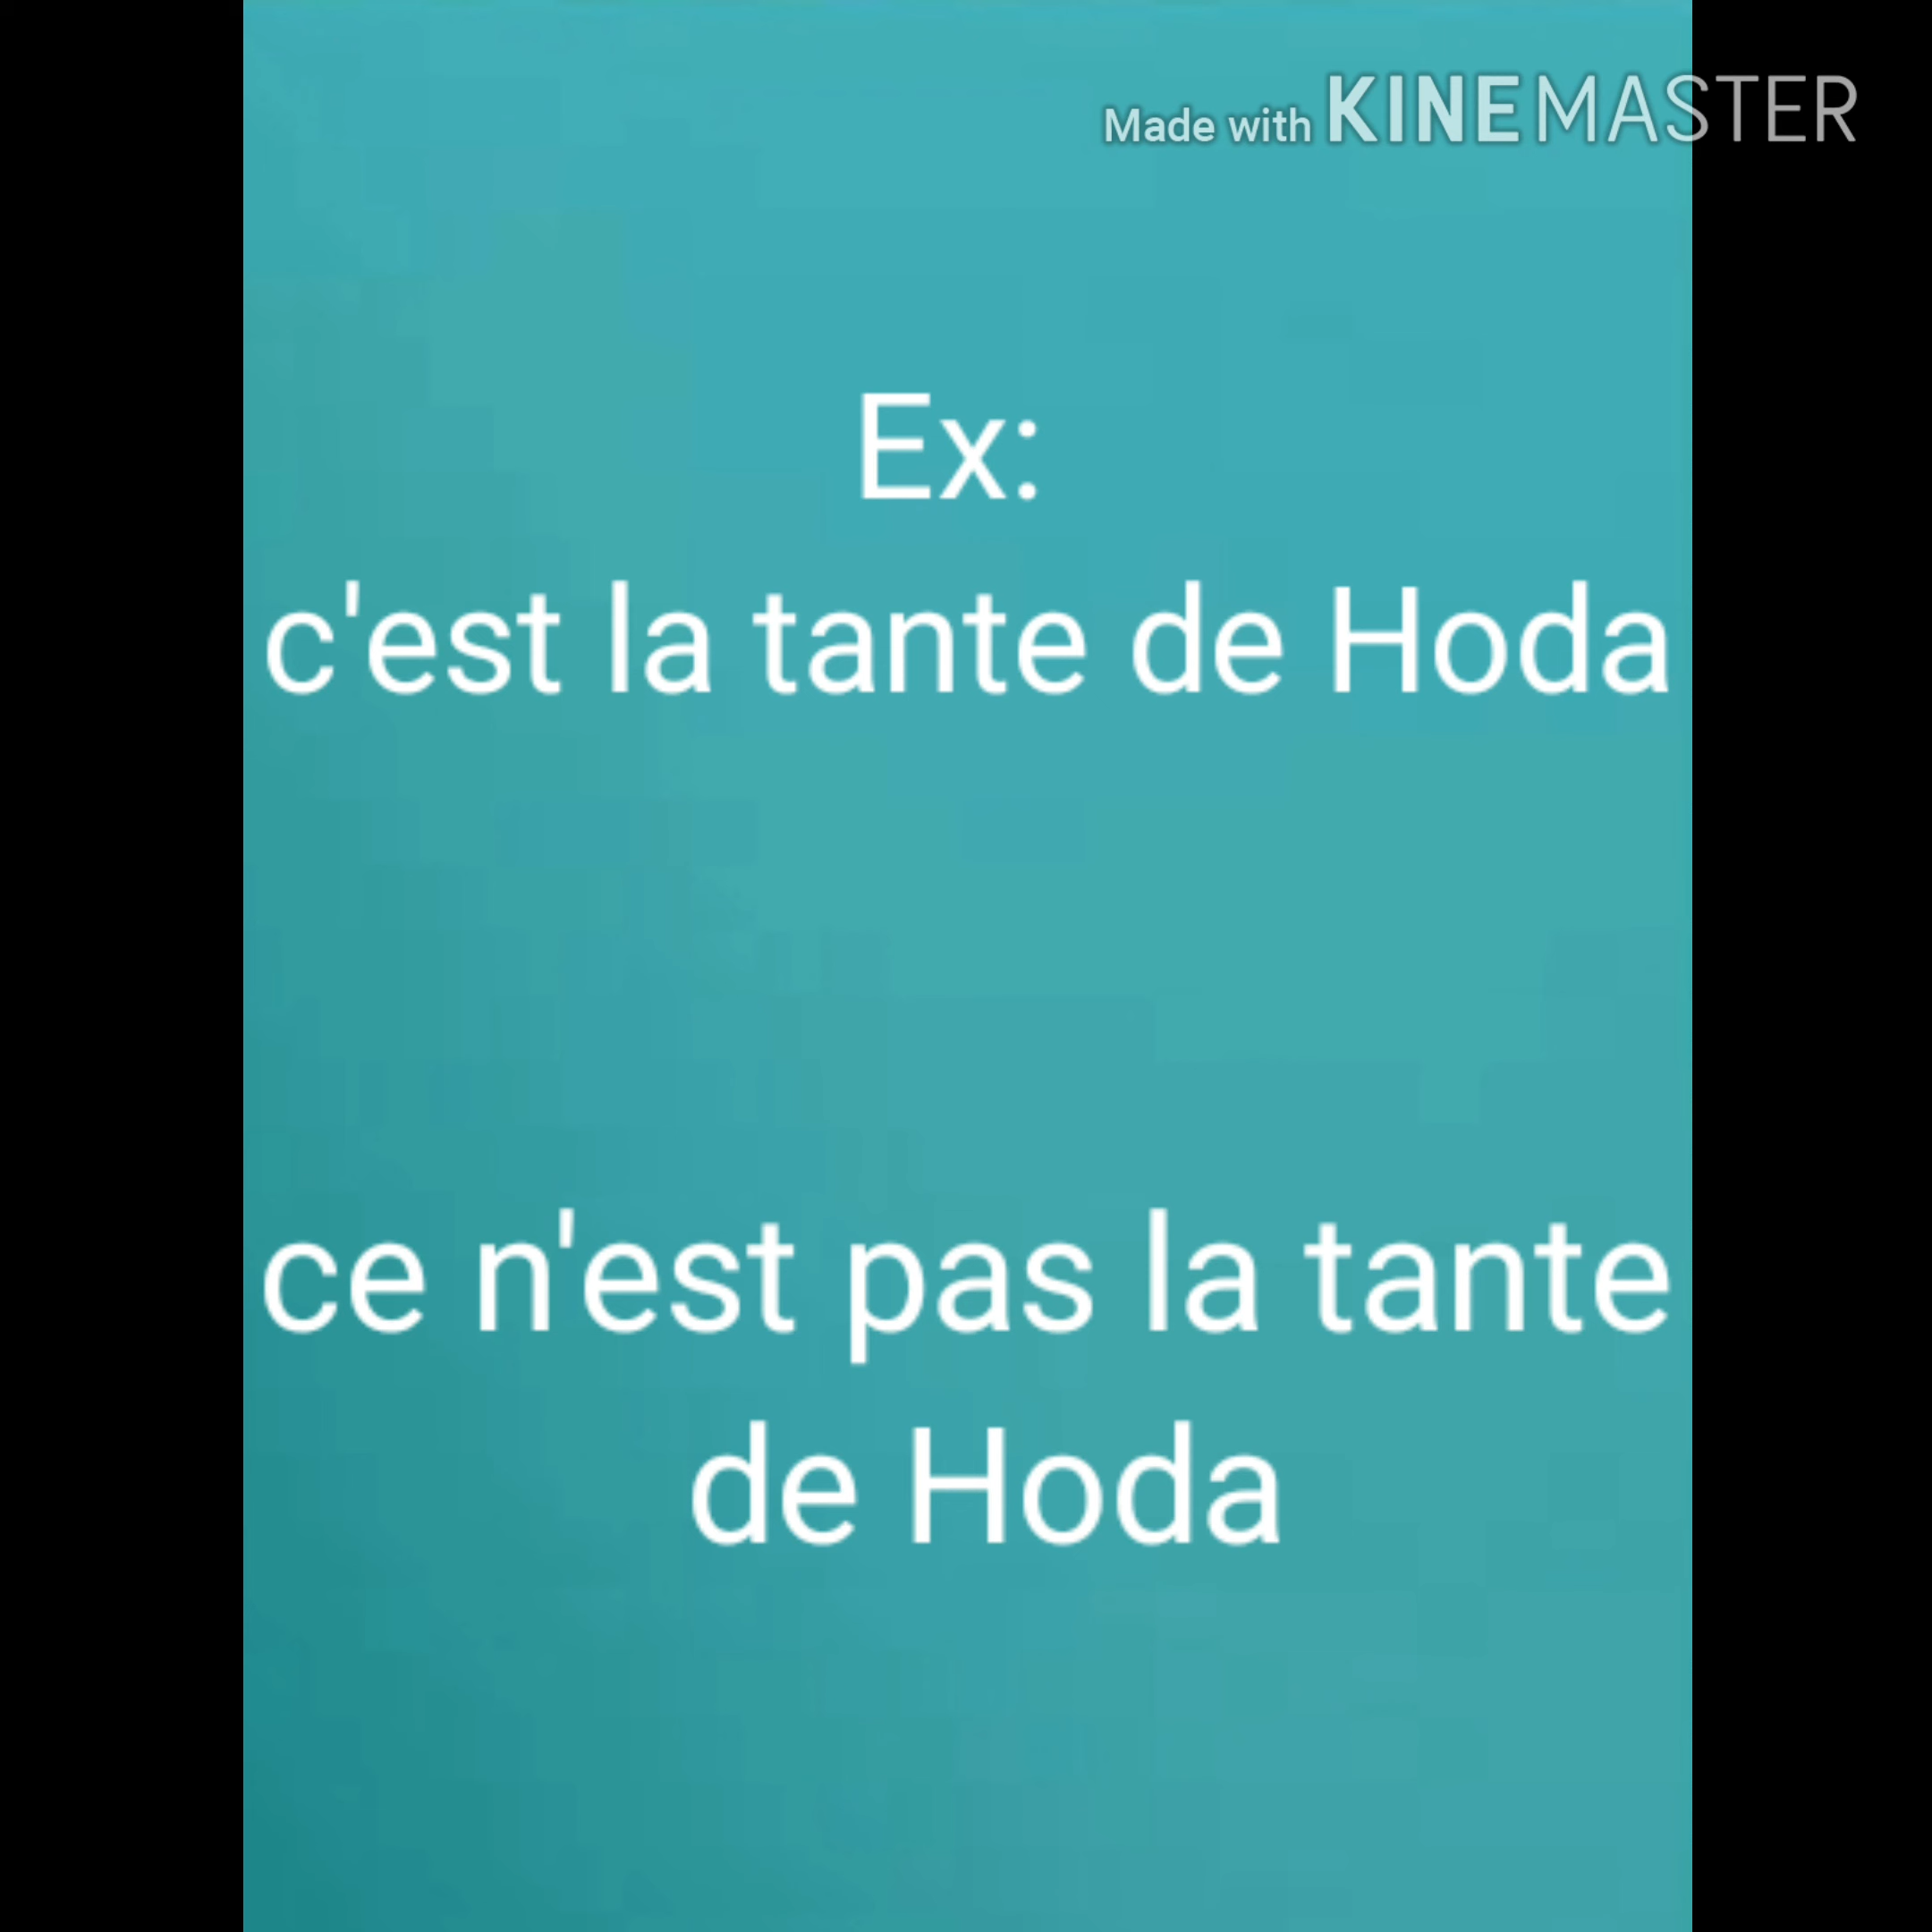 Made with KINEMASTER
Ex:
c'est la tante de Hoda
ce n'est pas la tante
de Hoda